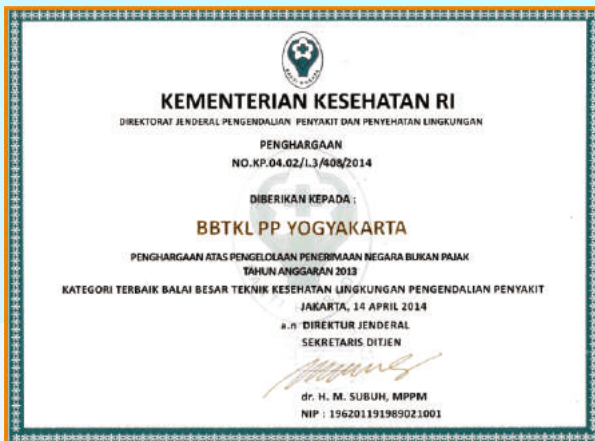 KEMENTERIAN KESEHATAN RI
DIREKTORAT JENDERAL PENGENDALIAN PENYAKIT DAN PENYEHATAN LINGKUNGAN
PENGHARGAAN
NO.KP.04.02/I.3/408/2014
DIBERIKAN KEPADA :
BBTKL PP YOGYAKARTA
PENGHARGAAN ATAS PENGELOLAAN PENERIMAAN NEGARA BUKAN PAJAK
TAHUN ANGGARAN 2013
KATEGORI TERBAIK BALAI BESAR TEKNIK KESEHATAN LINGKUNGAN PENGENDALIAN PENYAKIT
JAKARTA, 14 APRIL 2014
a.n DIREKTUR JENDERAL
SEKRETARIS DITJEN
dr. H. M. SUBUH, MPPM
NIP : 196201191989021001